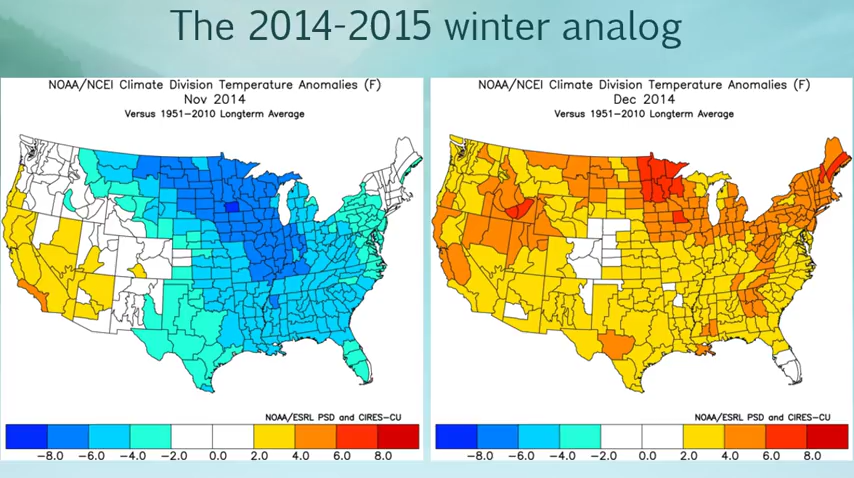 The 2014-2015 winter analog
NOAA/NCEI Climate Division Temperature Anomalies (F)
Nov 2014
Versus 1951-2010 Longterm Average
NOAA/ESRL PSD and CIRES-CU
-8.0 -6.0 -4.0 -2.0 0.0 2.0 4.0 6.0 8.0
NOAA/NCEI Climate Division Temperature Anomalies (F)
Dec 2014
Versus 1951-2010 Longterm Average
NOAA/ESRL PSD and CIRES-CU
-8.0 -6.0 -4.0 -2.0 0.0 2.0 4.0 6.0 8.0